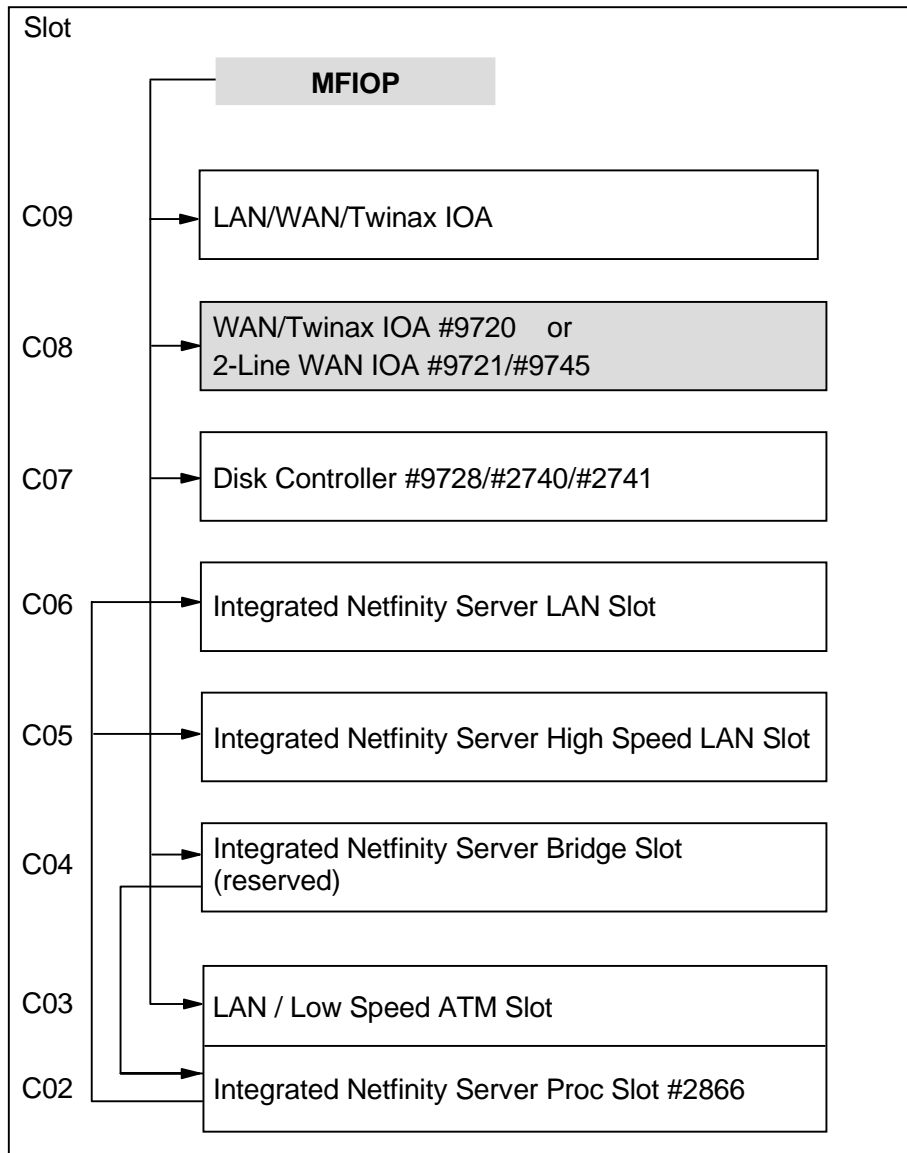 Slot
MFIOP
C09
LAN/WAN/Twinax IOA
C08
WAN/Twinax IOA #9720 or
2-Line WAN IOA #9721/#9745
C07
Disk Controller #9728/#2740/#2741
C06
Integrated Netfinity Server LAN Slot
C05
Integrated Netfinity Server High Speed LAN Slot
C04
Integrated Netfinity Server Bridge Slot
(reserved)
C03
LAN / Low Speed ATM Slot
C02
Integrated Netfinity Server Proc Slot #2866